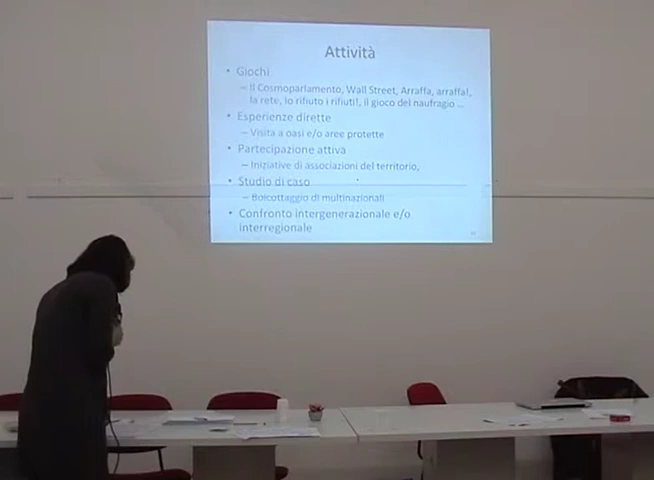 Attività
• Giochi
– Il Cosmoparlamento, Wall Street, Arraffa, arraffa!,
la rete, io rifiuto i rifiuti!, il gioco del naufragio ...
• Esperienze dirette
– Visita a oasi e/o aree protette
• Partecipazione attiva
– Iniziative di associazioni del territorio,
• Studio di caso
– Boicottaggio di multinazionali
• Confronto intergenerazionale e/o
interregionale